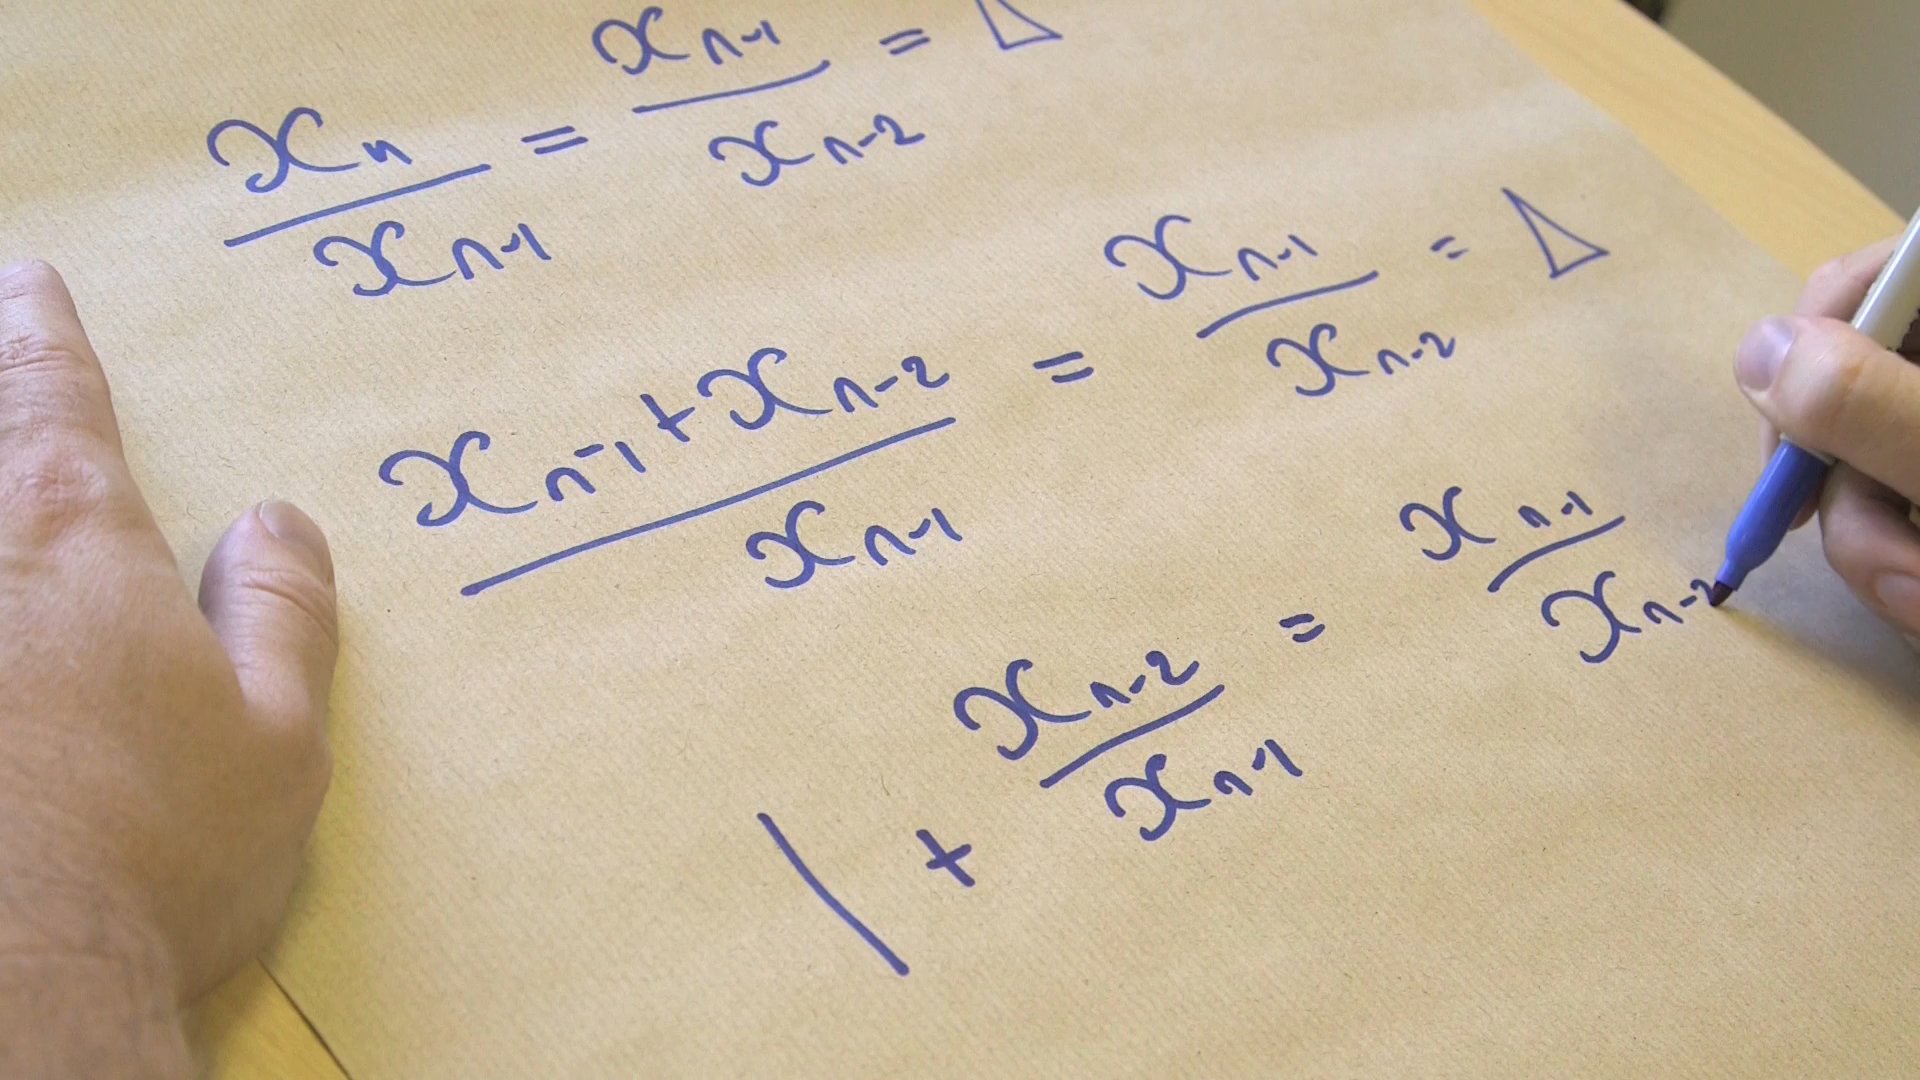 xₙ / xₙ₋₁ = xₙ₋₁ / xₙ₋₂ = Δ
(xₙ₋₁ + xₙ₋₂) / xₙ₋₁ = xₙ₋₁ / xₙ₋₂ = Δ
1 + xₙ₋₂ / xₙ₋₁ = xₙ₋₁ / xₙ₋₂